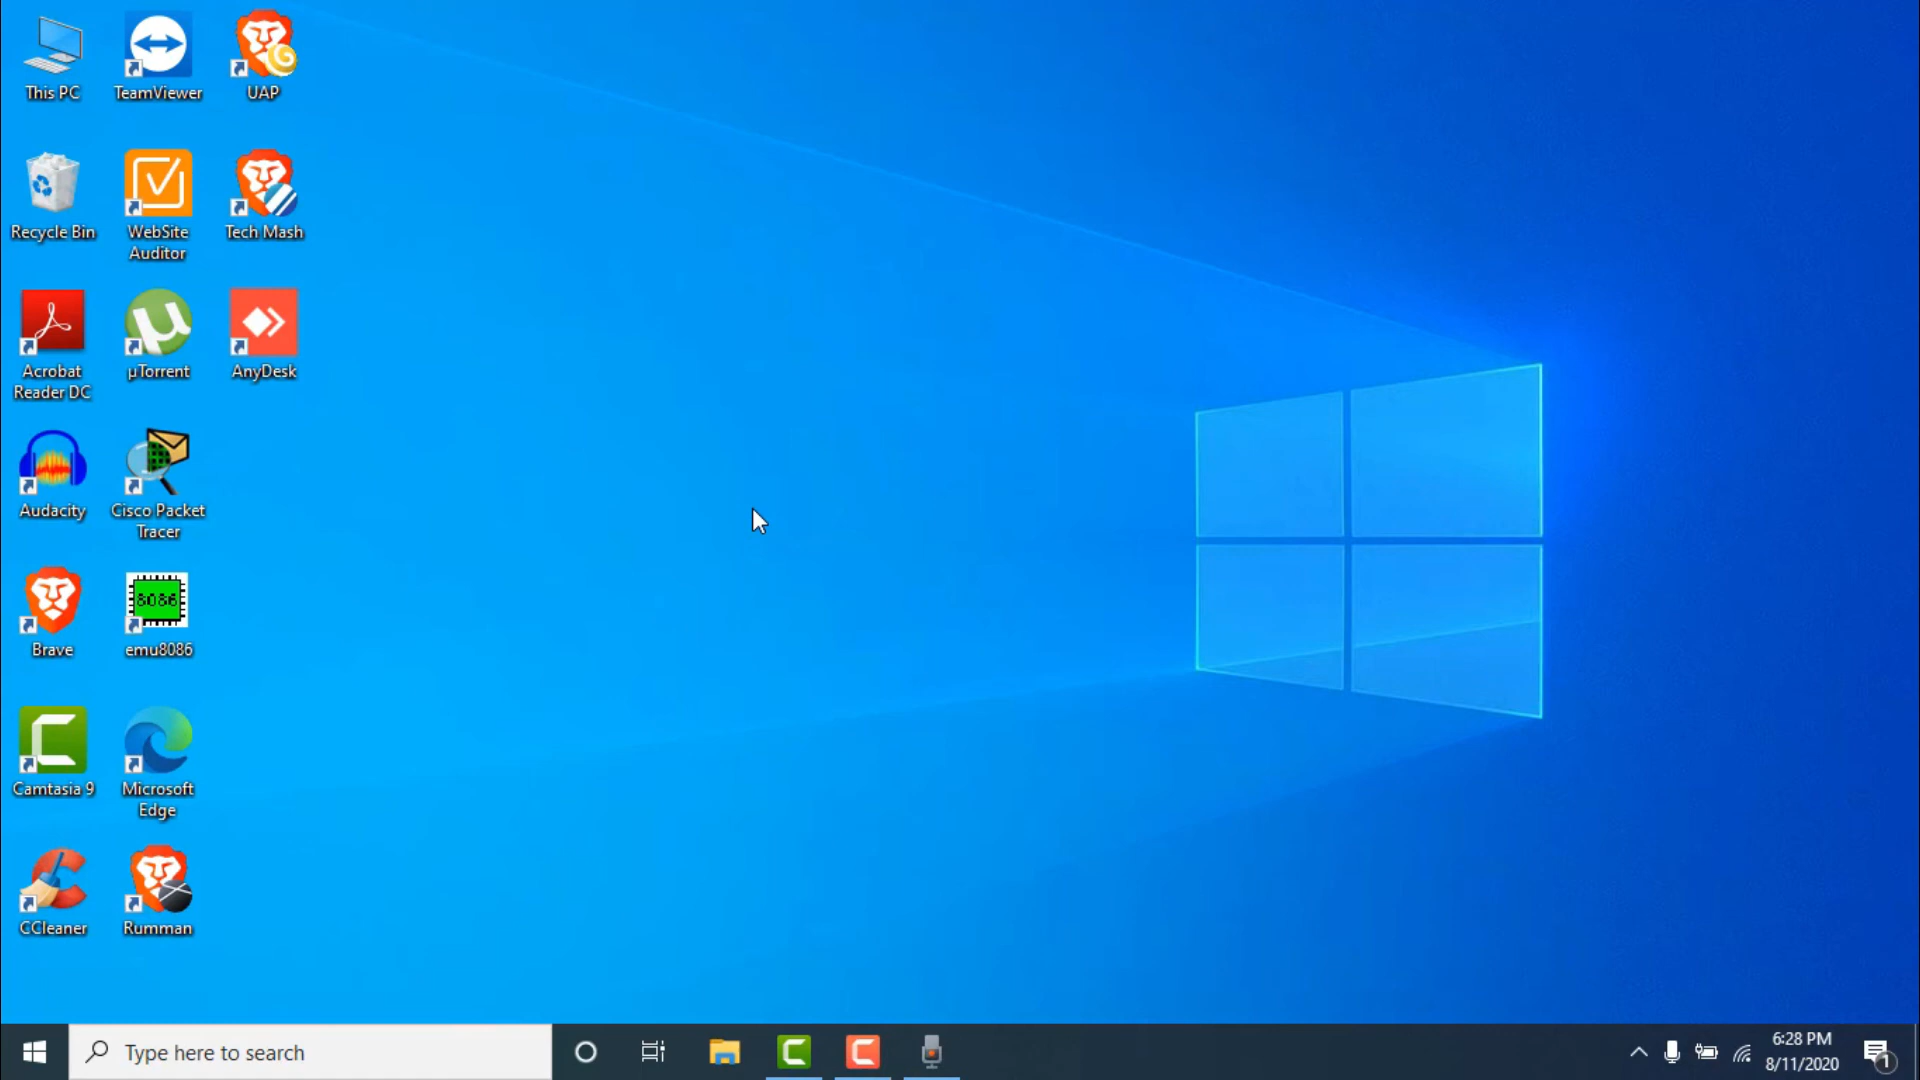 This PC
TeamViewer
UAP
Recycle Bin
WebSite
Auditor
Tech Mash
Acrobat
Reader DC
µTorrent
AnyDesk
Audacity
Cisco Packet
Tracer
Brave
8086
emu8086
Camtasia 9
Microsoft
Edge
CCleaner
Rumman
Type here to search
6:28 PM
8/11/2020
1